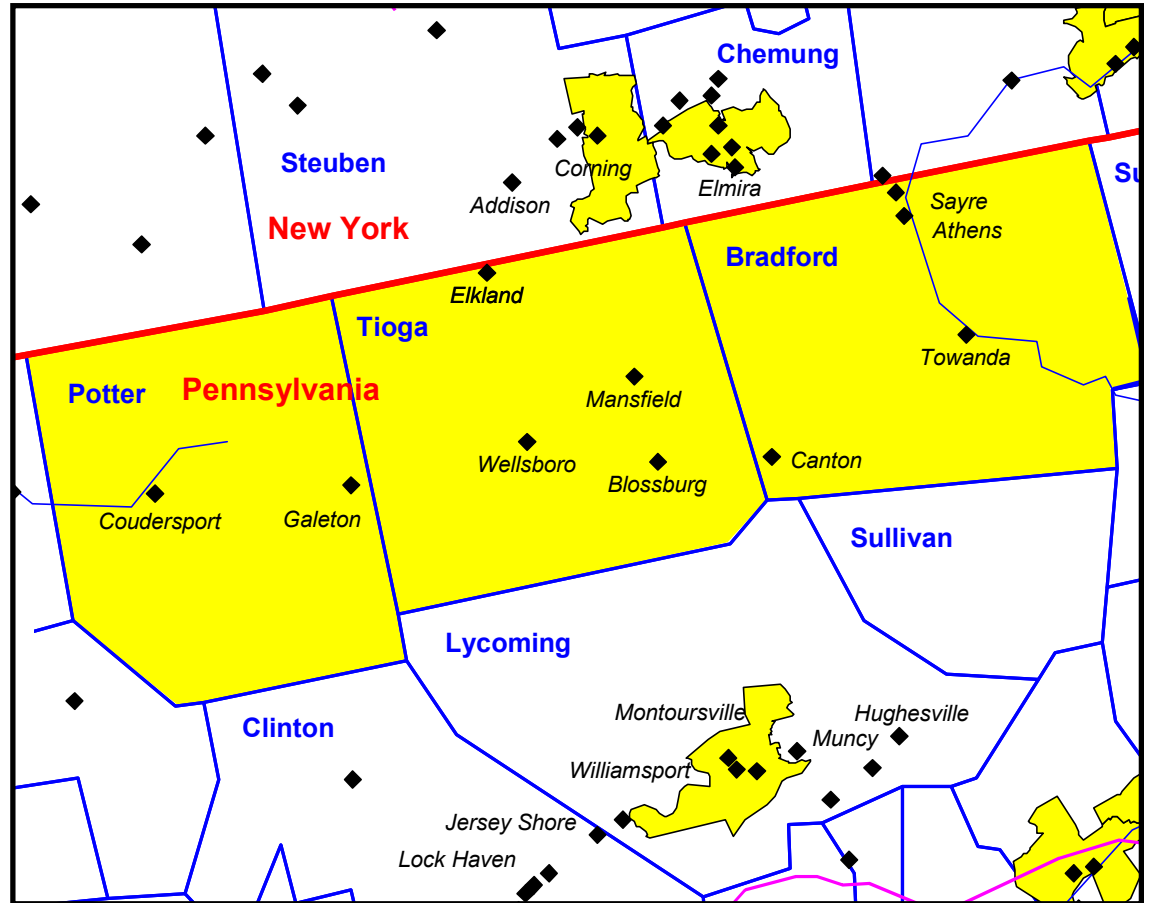 Chemung
Steuben
Corning
Su
Elmira
Addison
Sayre
New York
Athens
Bradford
Elkland
Tioga
Towanda
Potter
Pennsylvania
Mansfield
Wellsboro
Canton
Blossburg
Coudersport
Galeton
Sullivan
Lycoming
Montoursville
Hughesville
Clinton
Muncy
Williamsport
Jersey Shore
Lock Haven